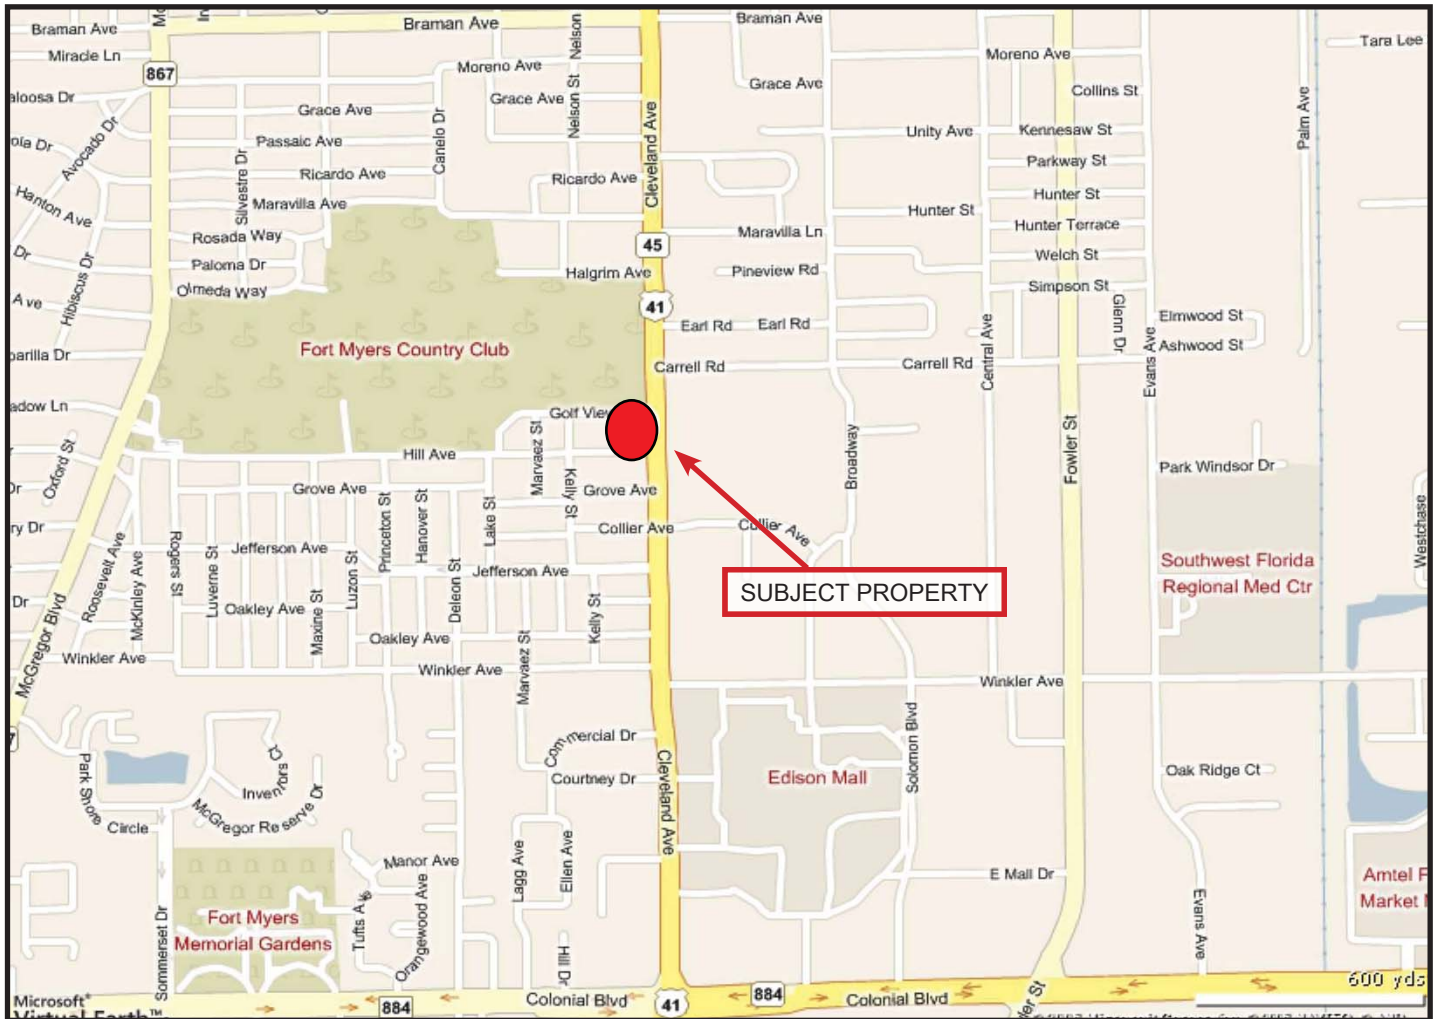 Braman Ave
Braman Ave
Braman Ave
Miracle Ln
867
Moreno Ave
Moreno Ave
Tara Lee
Nelson
Nelson St
Grace Ave
Grace Ave
Grace Ave
Collins St
Palm Ave
aloosa Dr
Avocado Dr
Canelo Dr
Cleveland Ave
Passaic Ave
Unity Ave
Kennesaw St
ola Dr
Parkway St
Ricardo Ave
Ricardo Ave
Silvestre Dr
Hanton Ave
Maravilla Ave
Hunter St
Hunter St
Hunter Terrace
Rosada Way
45
Maravilla Ln
Dr
Paloma Dr
Welch St
Hibiscus Dr
Halgrim Ave
Pineview Rd
Olmeda Way
Simpson St
Ave
41
Glenn Dr
Elmwood St
Earl Rd
Earl Rd
Central Ave
Evans Ave
Ashwood St
parilla Dr
Fort Myers Country Club
Carrell Rd
Carrell Rd
adow Ln
Golf View
Marvaez St
Broadway
Fowler St
Oxford St
Hill Ave
Park Windsor Dr
Kelly St
Dr
Grove Ave
Grove Ave
Princeton St
Hanover St
Lake St
Westchase
ry Dr
Collier Ave
Collier Ave
Roosevelt Ave
McKinley Ave
Rogers St
Luverne St
Jefferson Ave
Luzon St
Deleon St
Jefferson Ave
Southwest Florida
Regional Med Ctr
SUBJECT PROPERTY
Dr
Oakley Ave
Maxine St
Kelly St
McGregor Blvd
Oakley Ave
Marvaez St
Winkler Ave
Winkler Ave
Winkler Ave
Solomon Blvd
Commercial Dr
Park Shore
Circle
Inventors Ct
McGregor Reserve Dr
Courtney Dr
Cleveland Ave
Edison Mall
Oak Ridge Ct
Manor Ave
Lagg Ave
Ellen Ave
E Mall Dr
Amtel F
Market
Tufts Ave
Orangewood Ave
Fort Myers
Memorial Gardens
Sommerset Dr
Evans Ave
Hill Dr
600 yds
Microsoft®
Virtual Earth™
884
Colonial Blvd
41
884
Colonial Blvd
ler St